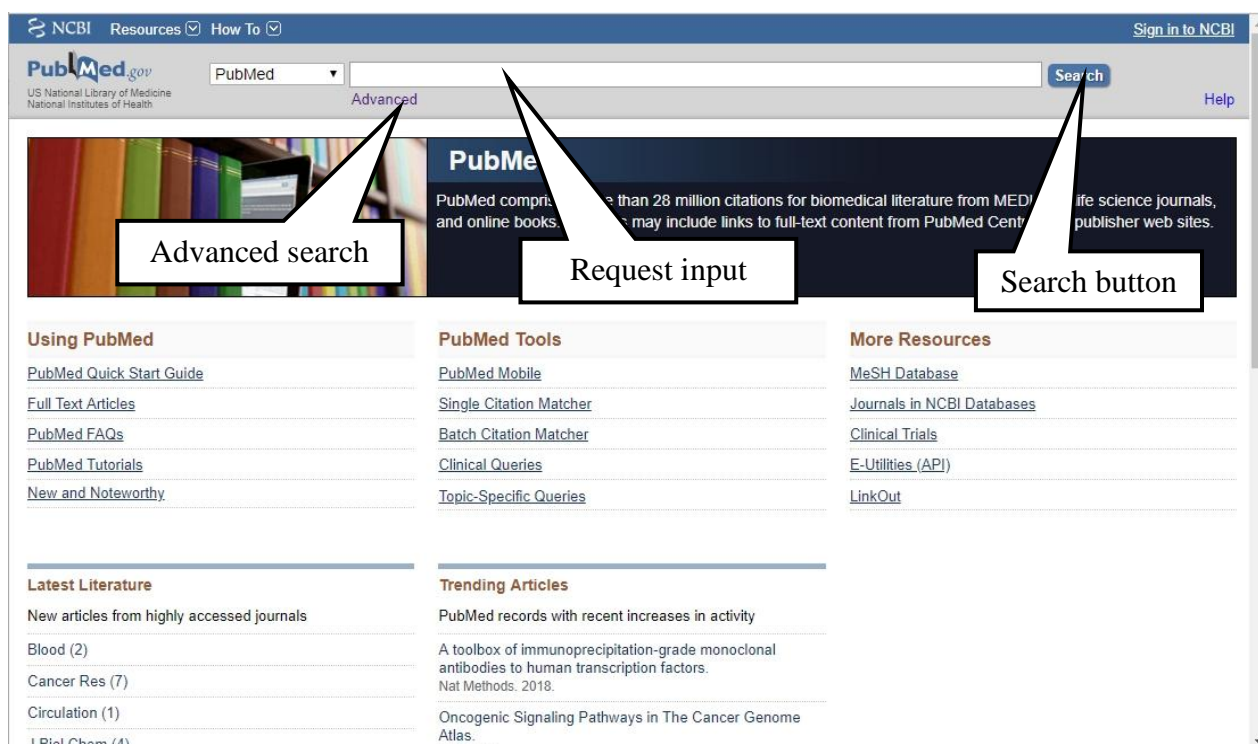 NCBI Resources How To Sign in to NCBI
PubMed.gov
US National Library of Medicine
National Institutes of Health
PubMed
Search
Advanced
Help
PubMe
PubMed compris e than 28 million citations for biomedical literature from MEDL ife science journals,
and online books. s may include links to full-text content from PubMed Cent publisher web sites.
Advanced search
Request input
Search button
Using PubMed
PubMed Quick Start Guide
Full Text Articles
PubMed FAQs
PubMed Tutorials
New and Noteworthy
PubMed Tools
PubMed Mobile
Single Citation Matcher
Batch Citation Matcher
Clinical Queries
Topic-Specific Queries
More Resources
MeSH Database
Journals in NCBI Databases
Clinical Trials
E-Utilities (API)
LinkOut
Latest Literature
New articles from highly accessed journals
Blood (2)
Cancer Res (7)
Circulation (1)
J Biol Chem (4)
Trending Articles
PubMed records with recent increases in activity
A toolbox of immunoprecipitation-grade monoclonal
antibodies to human transcription factors.
Nat Methods. 2018.
Oncogenic Signaling Pathways in The Cancer Genome
Atlas.